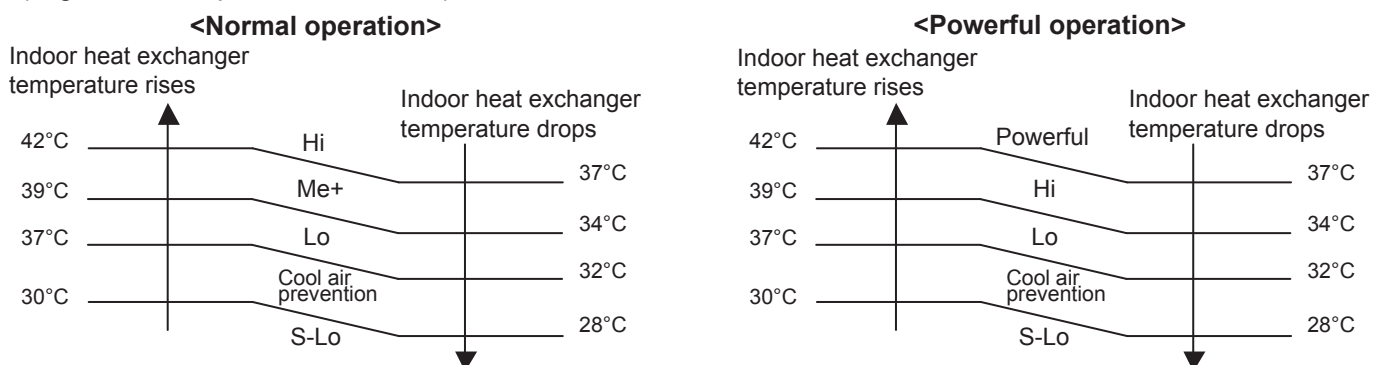 <Normal operation>
Indoor heat exchanger
temperature rises
Indoor heat exchanger
temperature drops
42°C
Hi
37°C
39°C
Me+
34°C
37°C
Lo
32°C
Cool air
prevention
30°C
28°C
S-Lo
<Powerful operation>
Indoor heat exchanger
temperature rises
Indoor heat exchanger
temperature drops
42°C
Powerful
37°C
39°C
Hi
34°C
37°C
Lo
32°C
Cool air
prevention
30°C
28°C
S-Lo